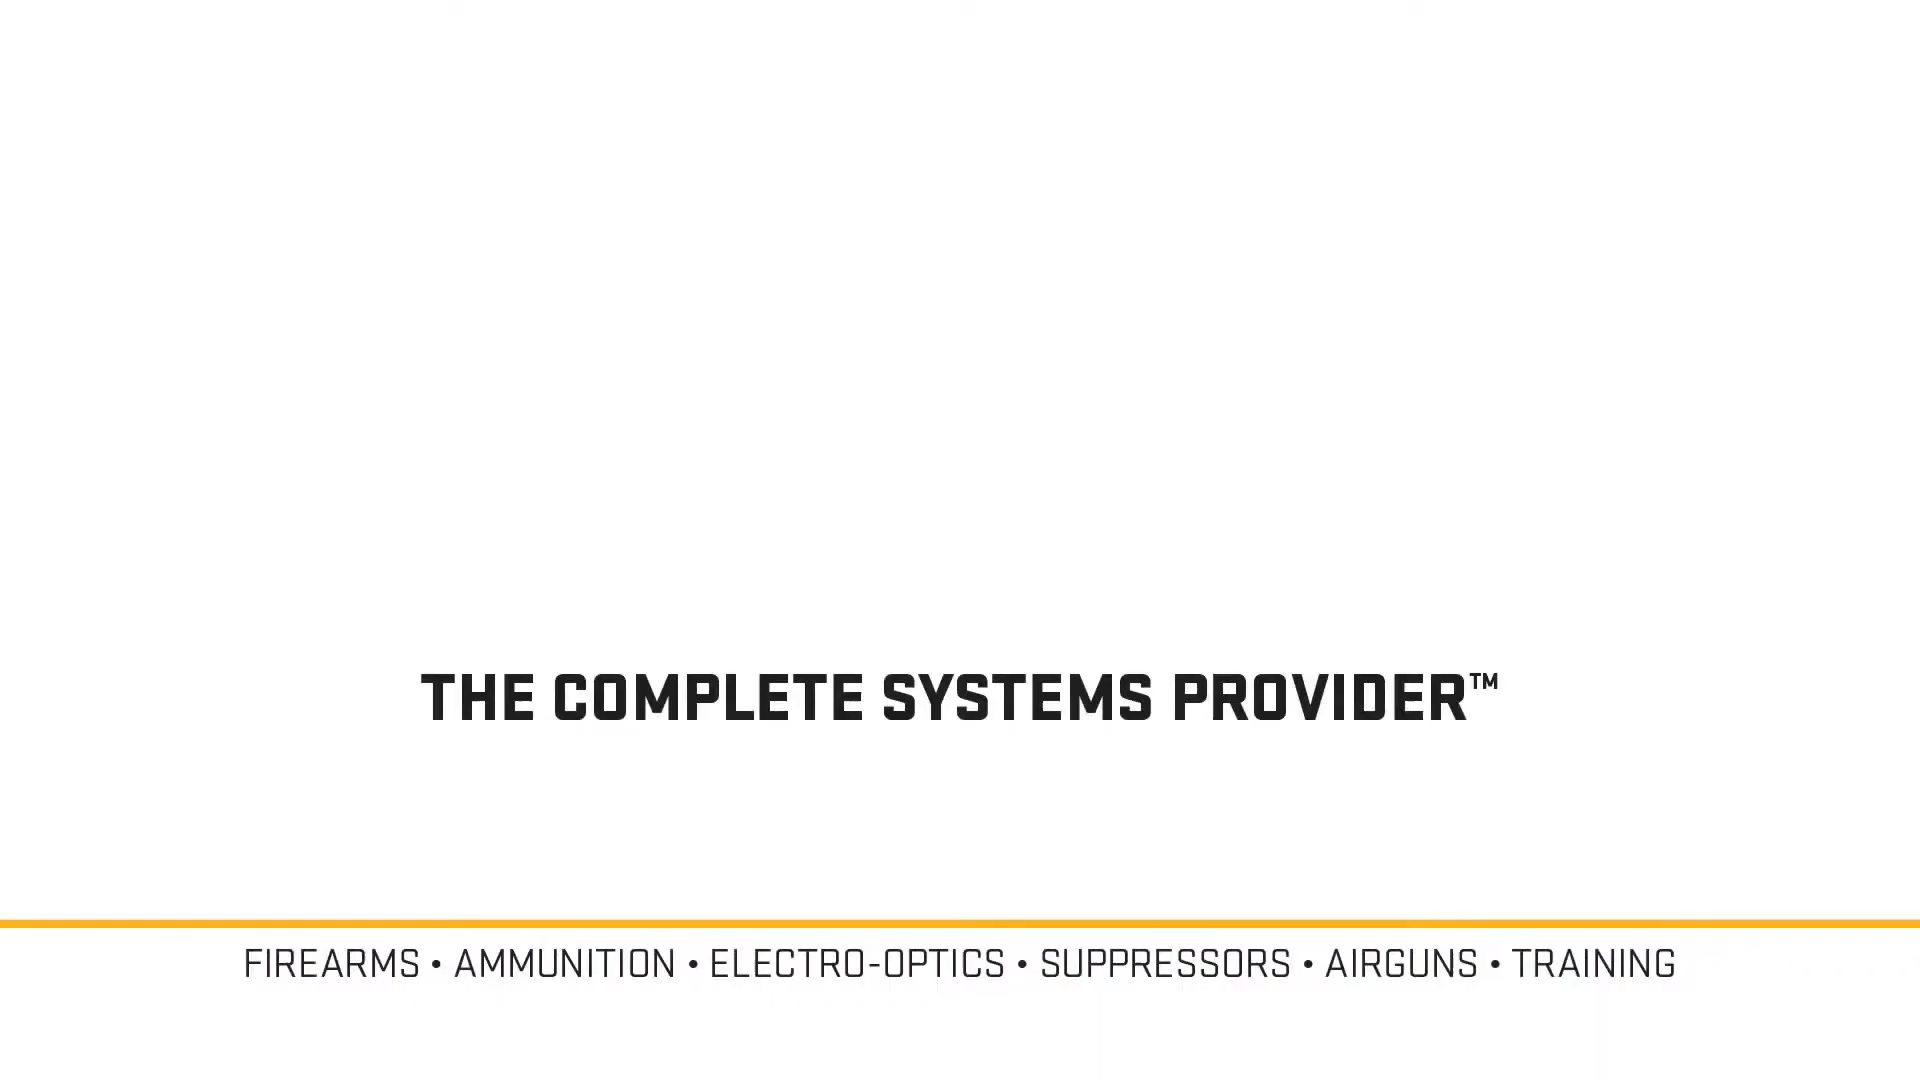 THE COMPLETE SYSTEMS PROVIDER™
FIREARMS • AMMUNITION • ELECTRO-OPTICS • SUPPRESSORS • AIRGUNS • TRAINING